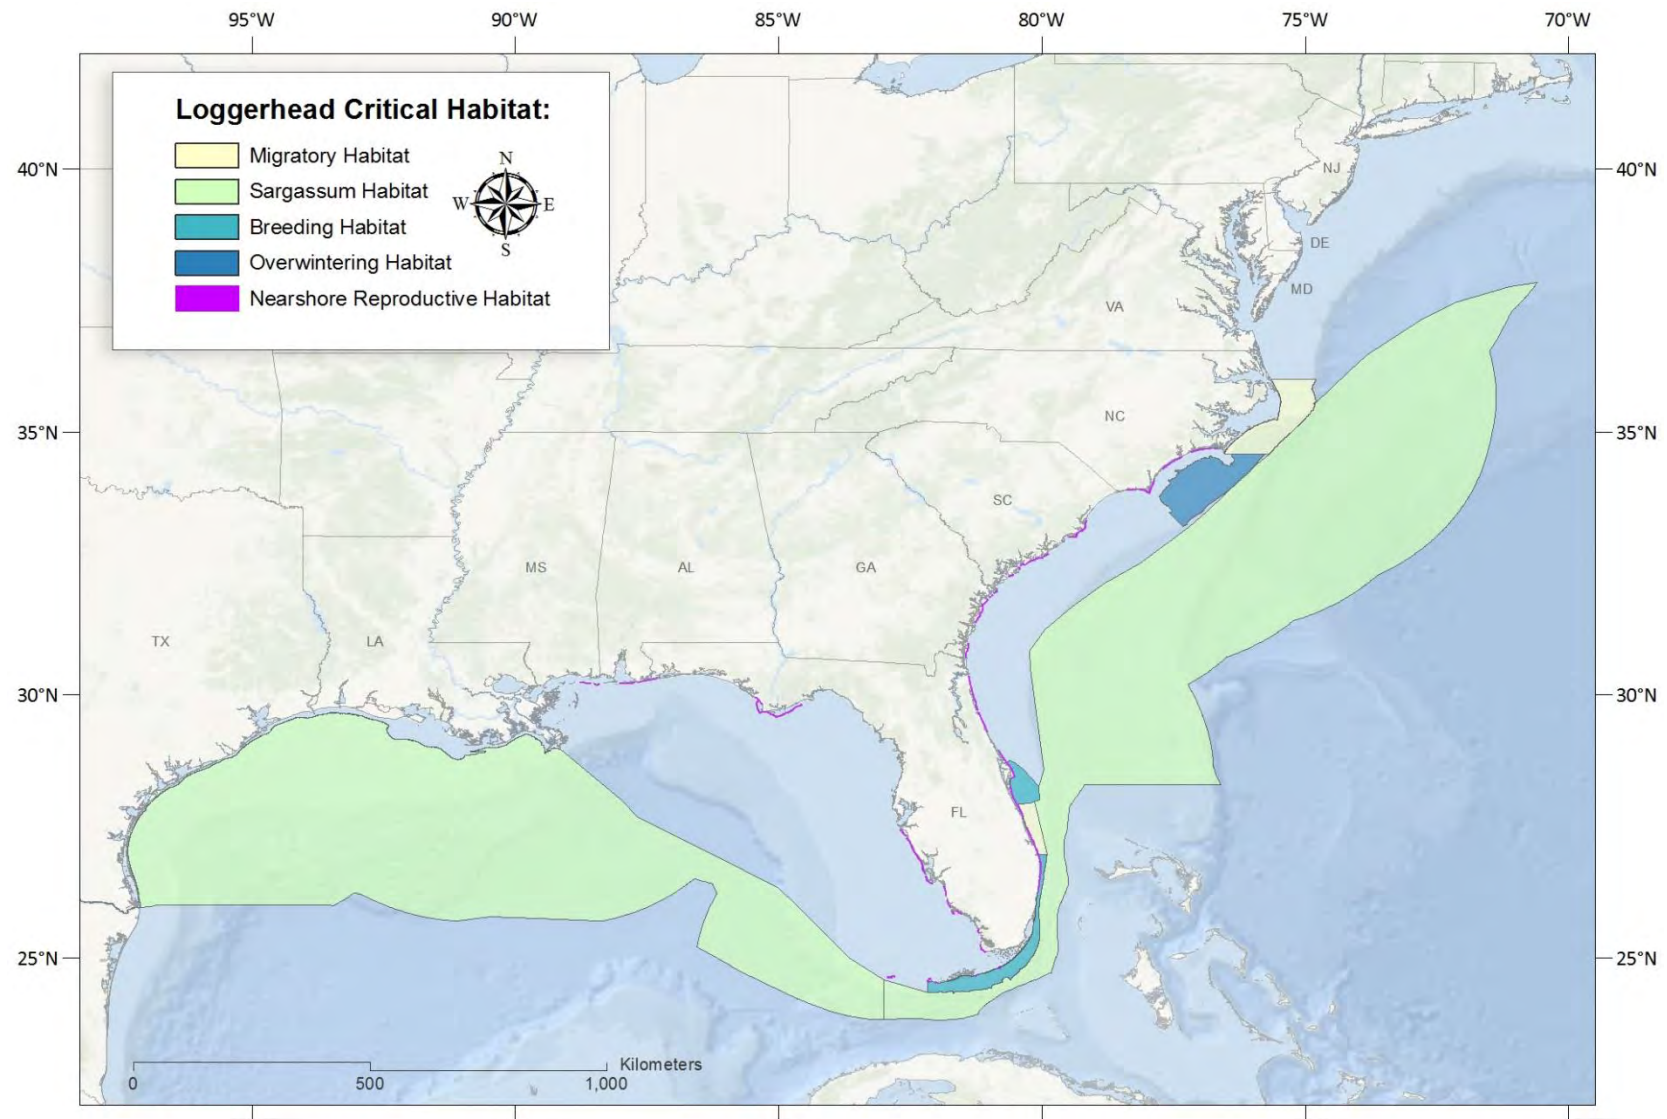 95°W 90°W 85°W 80°W 75°W 70°W
Loggerhead Critical Habitat:
Migratory Habitat
Sargassum Habitat
Breeding Habitat
Overwintering Habitat
Nearshore Reproductive Habitat
N
W E
S
40°N 40°N
NJ
DE
MD
VA
NC
35°N 35°N
SC
MS AL GA
TX LA
30°N 30°N
FL
25°N 25°N
Kilometers
0 500 1,000